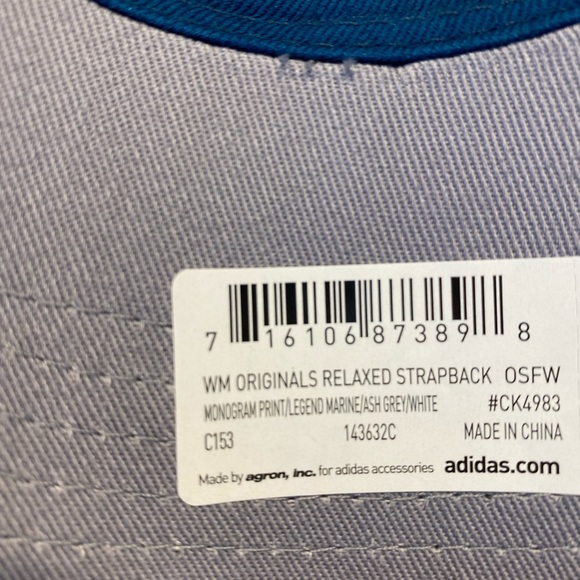 7 16106 87389 8
WM ORIGINALS RELAXED STRAPBACK OSFW
MONOGRAM PRINT/LEGEND MARINE/ASH GREY/WHITE #CK4983
C153 143632C MADE IN CHINA
Made by agron, inc. for adidas accessories adidas.com